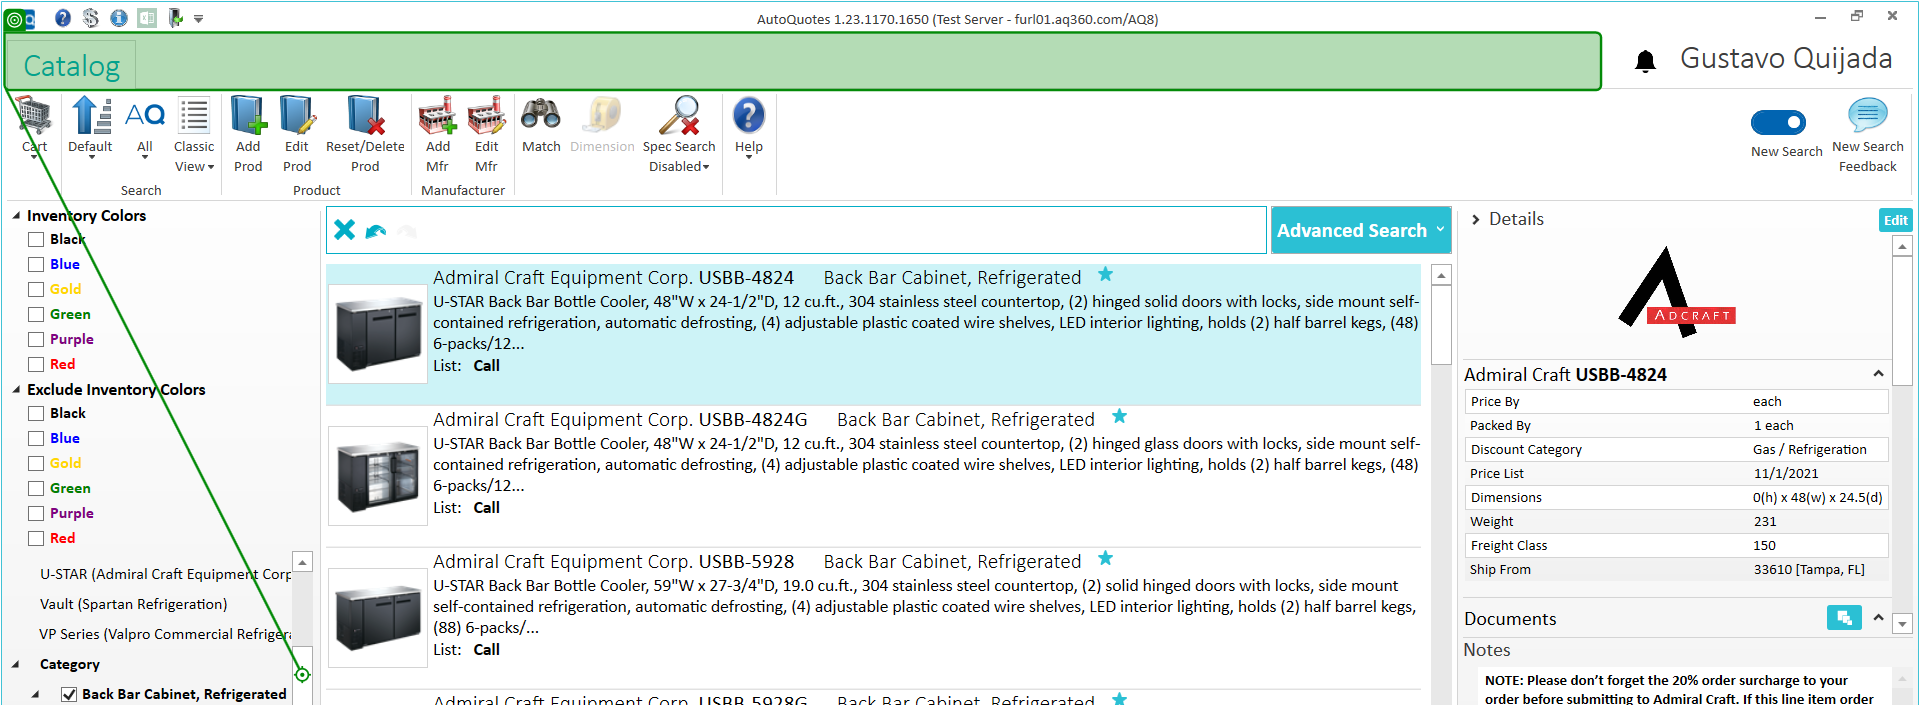 AutoQuotes 1.23.1170.1650 (Test Server - furl01.aq360.com/AQ8)
Catalog
Gustavo Quijada
Cart
Default
AQ
All
Classic View
Search
Add Prod
Edit Prod
Reset/Delete Prod
Product
Add Mfr
Edit Mfr
Manufacturer
Match
Dimension
Spec Search Disabled
Help
New Search
New Search Feedback
Inventory Colors
Black
Blue
Gold
Green
Purple
Red
Exclude Inventory Colors
Black
Blue
Gold
Green
Purple
Red
U-STAR (Admiral Craft Equipment Corp
Vault (Spartan Refrigeration)
VP Series (Valpro Commercial Refrigera
Category
Back Bar Cabinet, Refrigerated
Advanced Search
Admiral Craft Equipment Corp. USBB-4824 Back Bar Cabinet, Refrigerated
U-STAR Back Bar Bottle Cooler, 48"W x 24-1/2"D, 12 cu.ft., 304 stainless steel countertop, (2) hinged solid doors with locks, side mount self-
contained refrigeration, automatic defrosting, (4) adjustable plastic coated wire shelves, LED interior lighting, holds (2) half barrel kegs, (48)
6-packs/12...
List: Call
Admiral Craft Equipment Corp. USBB-4824G Back Bar Cabinet, Refrigerated
U-STAR Back Bar Bottle Cooler, 48"W x 24-1/2"D, 12 cu.ft., 304 stainless steel countertop, (2) hinged glass doors with locks, side mount self-
contained refrigeration, automatic defrosting, (4) adjustable plastic coated wire shelves, LED interior lighting, holds (2) half barrel kegs, (48)
6-packs/12...
List: Call
Admiral Craft Equipment Corp. USBB-5928 Back Bar Cabinet, Refrigerated
U-STAR Back Bar Bottle Cooler, 59"W x 27-3/4"D, 19.0 cu.ft., 304 stainless steel countertop, (2) solid hinged doors with locks, side mount
self-contained refrigeration, automatic defrosting, (4) adjustable plastic coated wire shelves, LED interior lighting, holds (2) half barrel kegs,
(88) 6-packs/...
List: Call
Admiral Craft Equipment Corp. USBB-5928G Back Bar Cabinet, Refrigerated
Details
Edit
ADCRAFT
Admiral Craft USBB-4824
Price By each
Packed By 1 each
Discount Category Gas / Refrigeration
Price List 11/1/2021
Dimensions 0(h) x 48(w) x 24.5(d)
Weight 231
Freight Class 150
Ship From 33610 [Tampa, FL]
Documents
Notes
NOTE: Please don't forget the 20% order surcharge to your
order before submitting to Admiral Craft. If this line item order